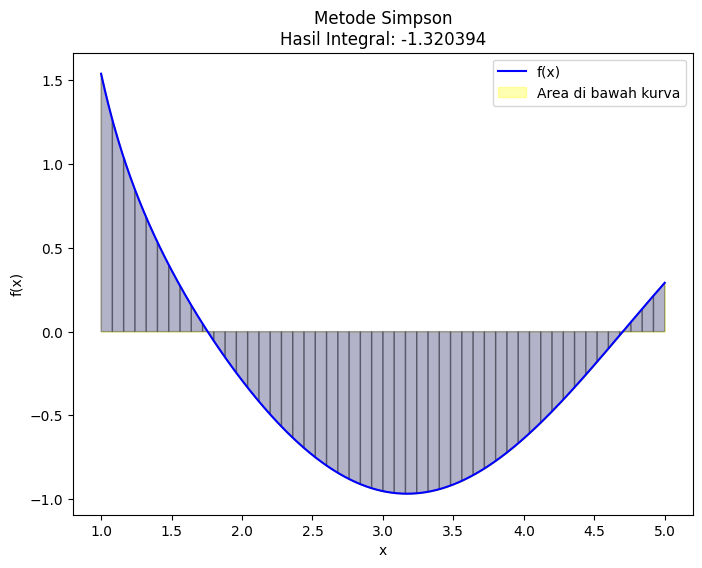 Metode Simpson
Hasil Integral: -1.320394
f(x)
Area di bawah kurva
1.5
1.0
0.5
0.0
−0.5
−1.0
f(x)
1.0
1.5
2.0
2.5
3.0
3.5
4.0
4.5
5.0
x